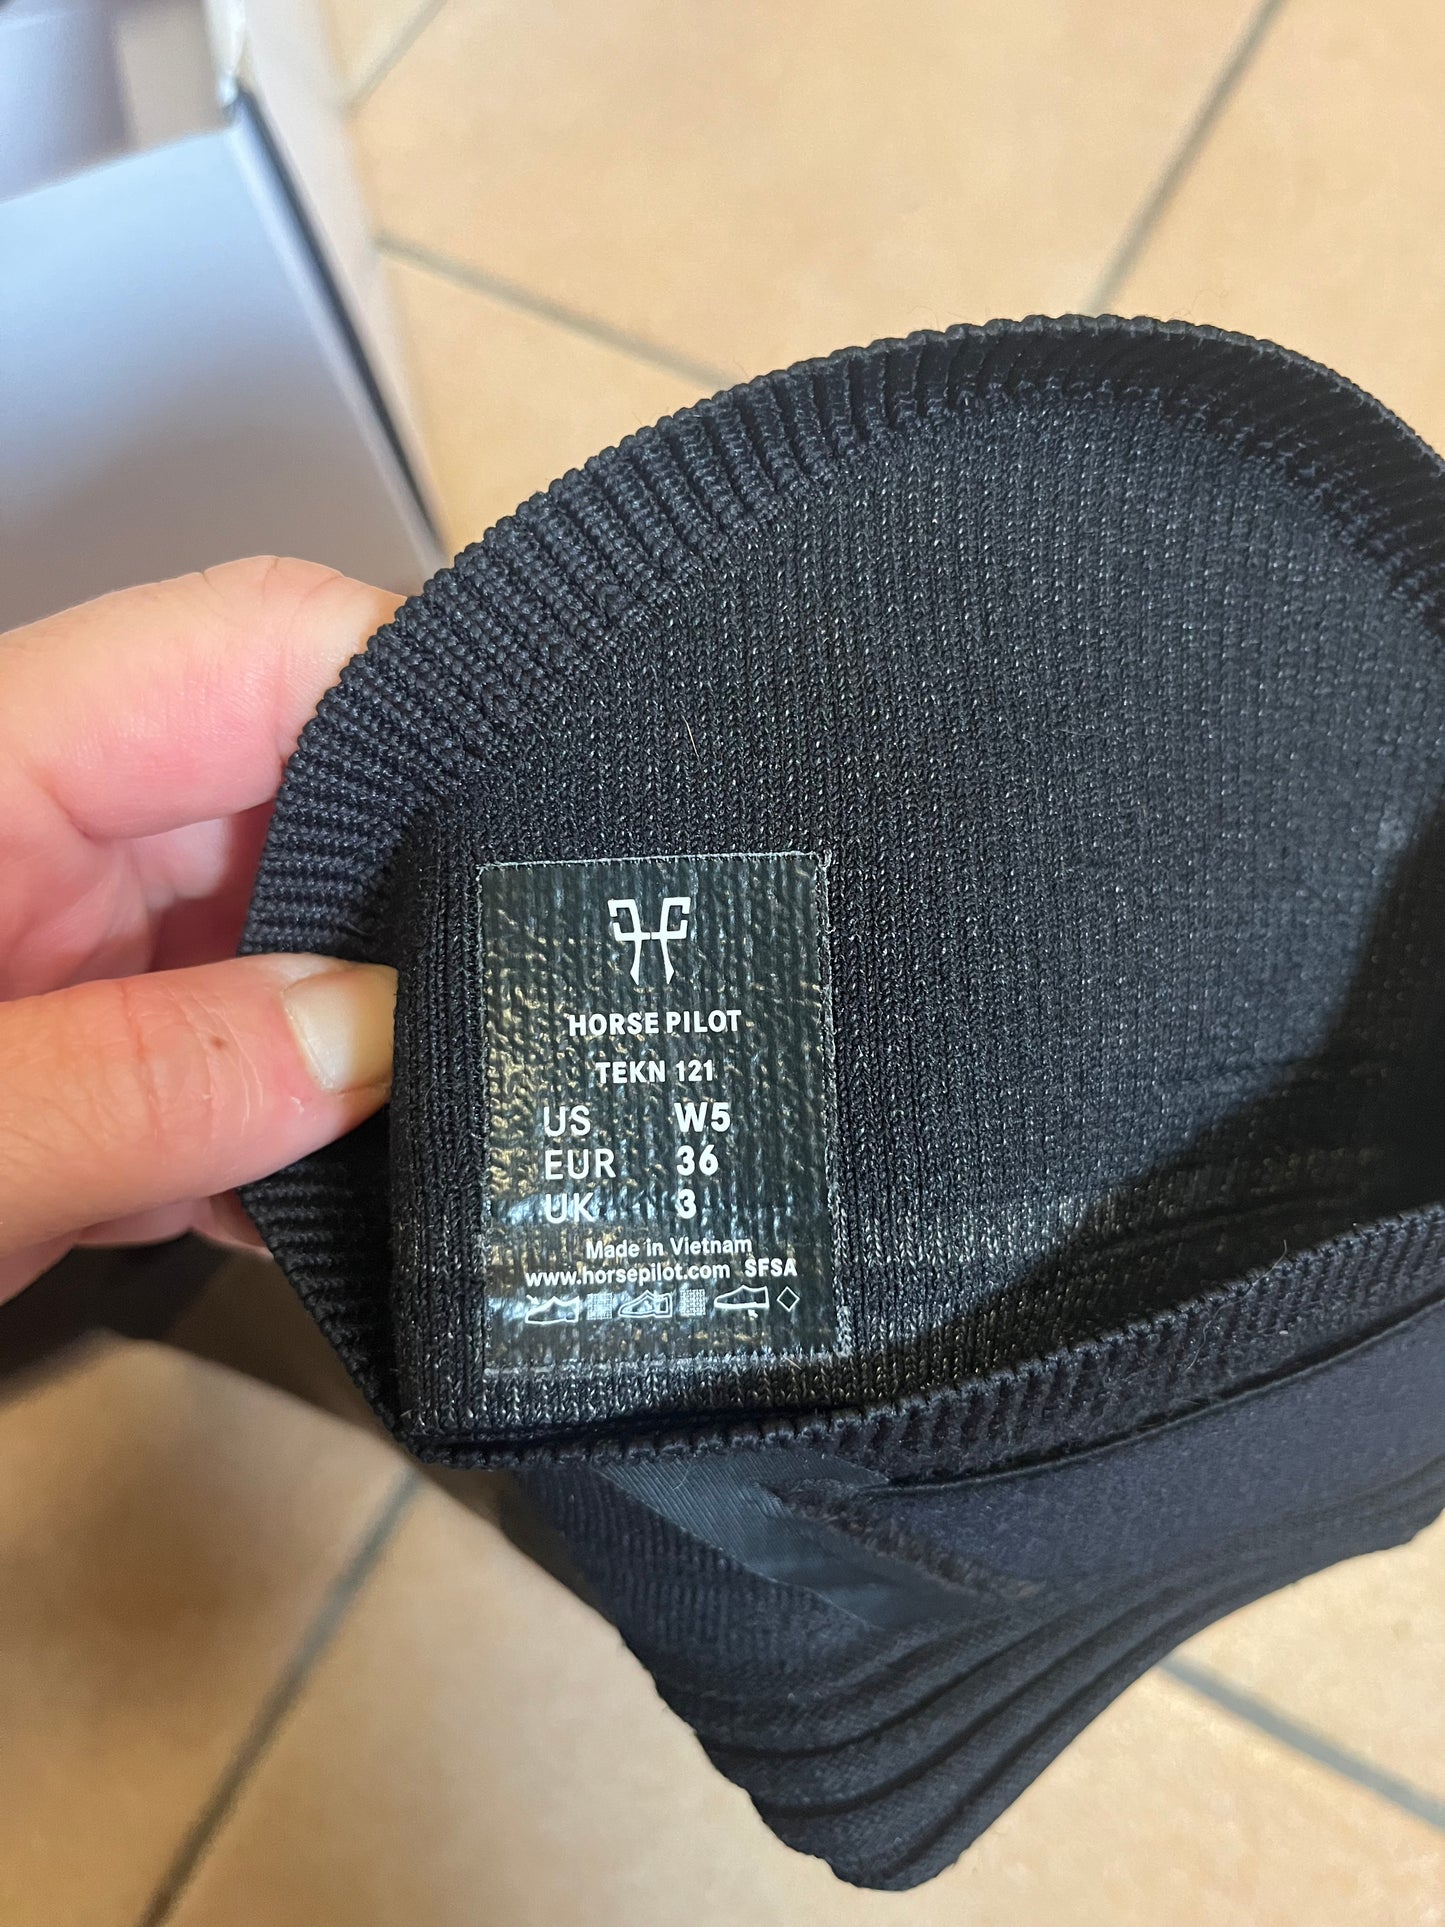 HORSE PILOT
TEKN 121
US W5
EUR 36
UK 3
Made in Vietnam
www.horsepilot.com SFSA